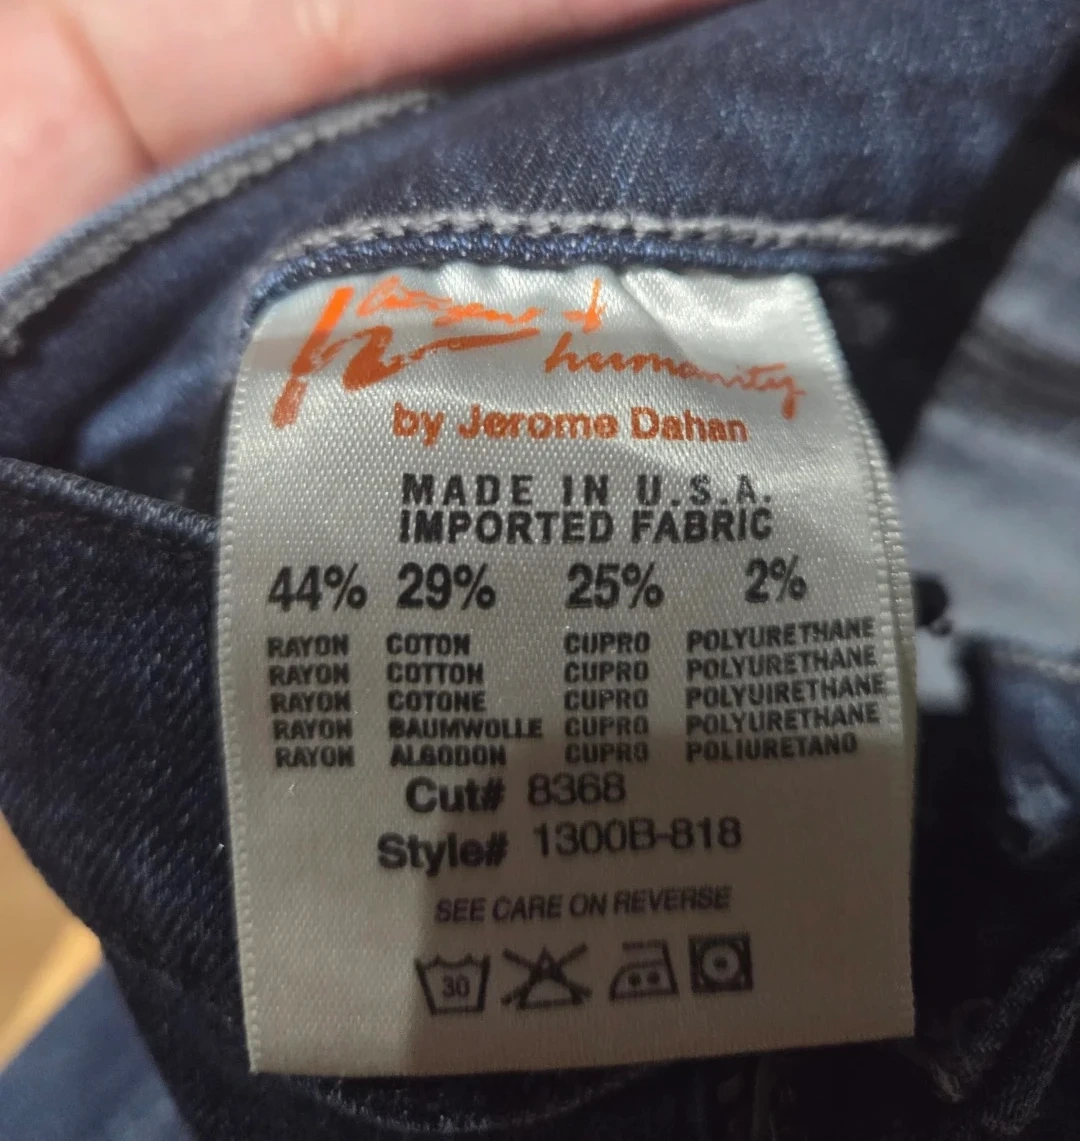 Citizens of humanity
by Jerome Dahan
MADE IN U.S.A.
IMPORTED FABRIC
44% 29% 25% 2%
RAYON COTON CUPRO POLYURETHANE
RAYON COTTON CUPRO POLYURETHANE
RAYON COTONE CUPRO POLYUIRETHANE
RAYON BAUMWOLLE CUPRO POLYURETHANE
RAYON ALGODON CUPRO POLIURETANO
Cut# 8368
Style# 1300B-818
SEE CARE ON REVERSE
30